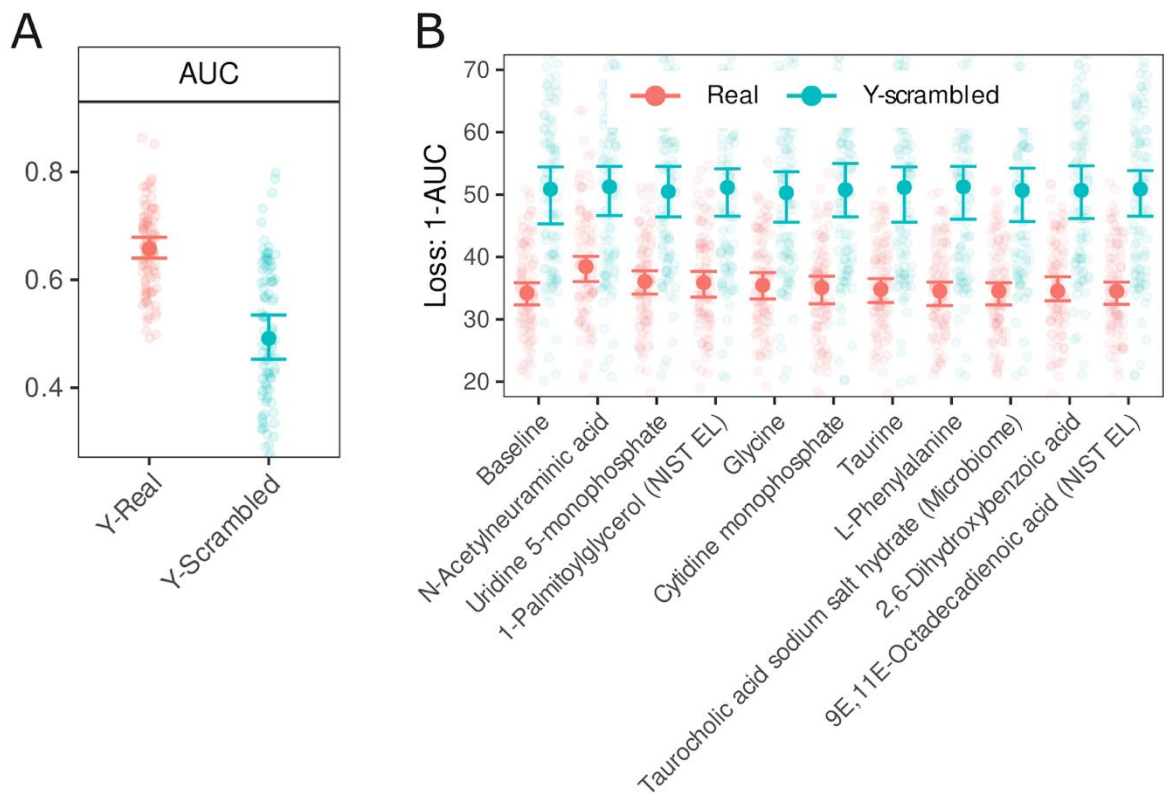 A
AUC
0.8
0.6
0.4
Y-Real
Y-Scrambled
B
Loss: 1-AUC
70
60
50
40
30
20
Real
Y-scrambled
Baseline
N-Acetylneuraminic acid
Uridine 5-monophosphate
1-Palmitoylglycerol (NIST EL)
Glycine
Cytidine monophosphate
Taurine
L-Phenylalanine
Taurocholic acid sodium salt hydrate (Microbiome)
2,6-Dihydroxybenzoic acid
9E,11E-Octadecadienoic acid (NIST EL)